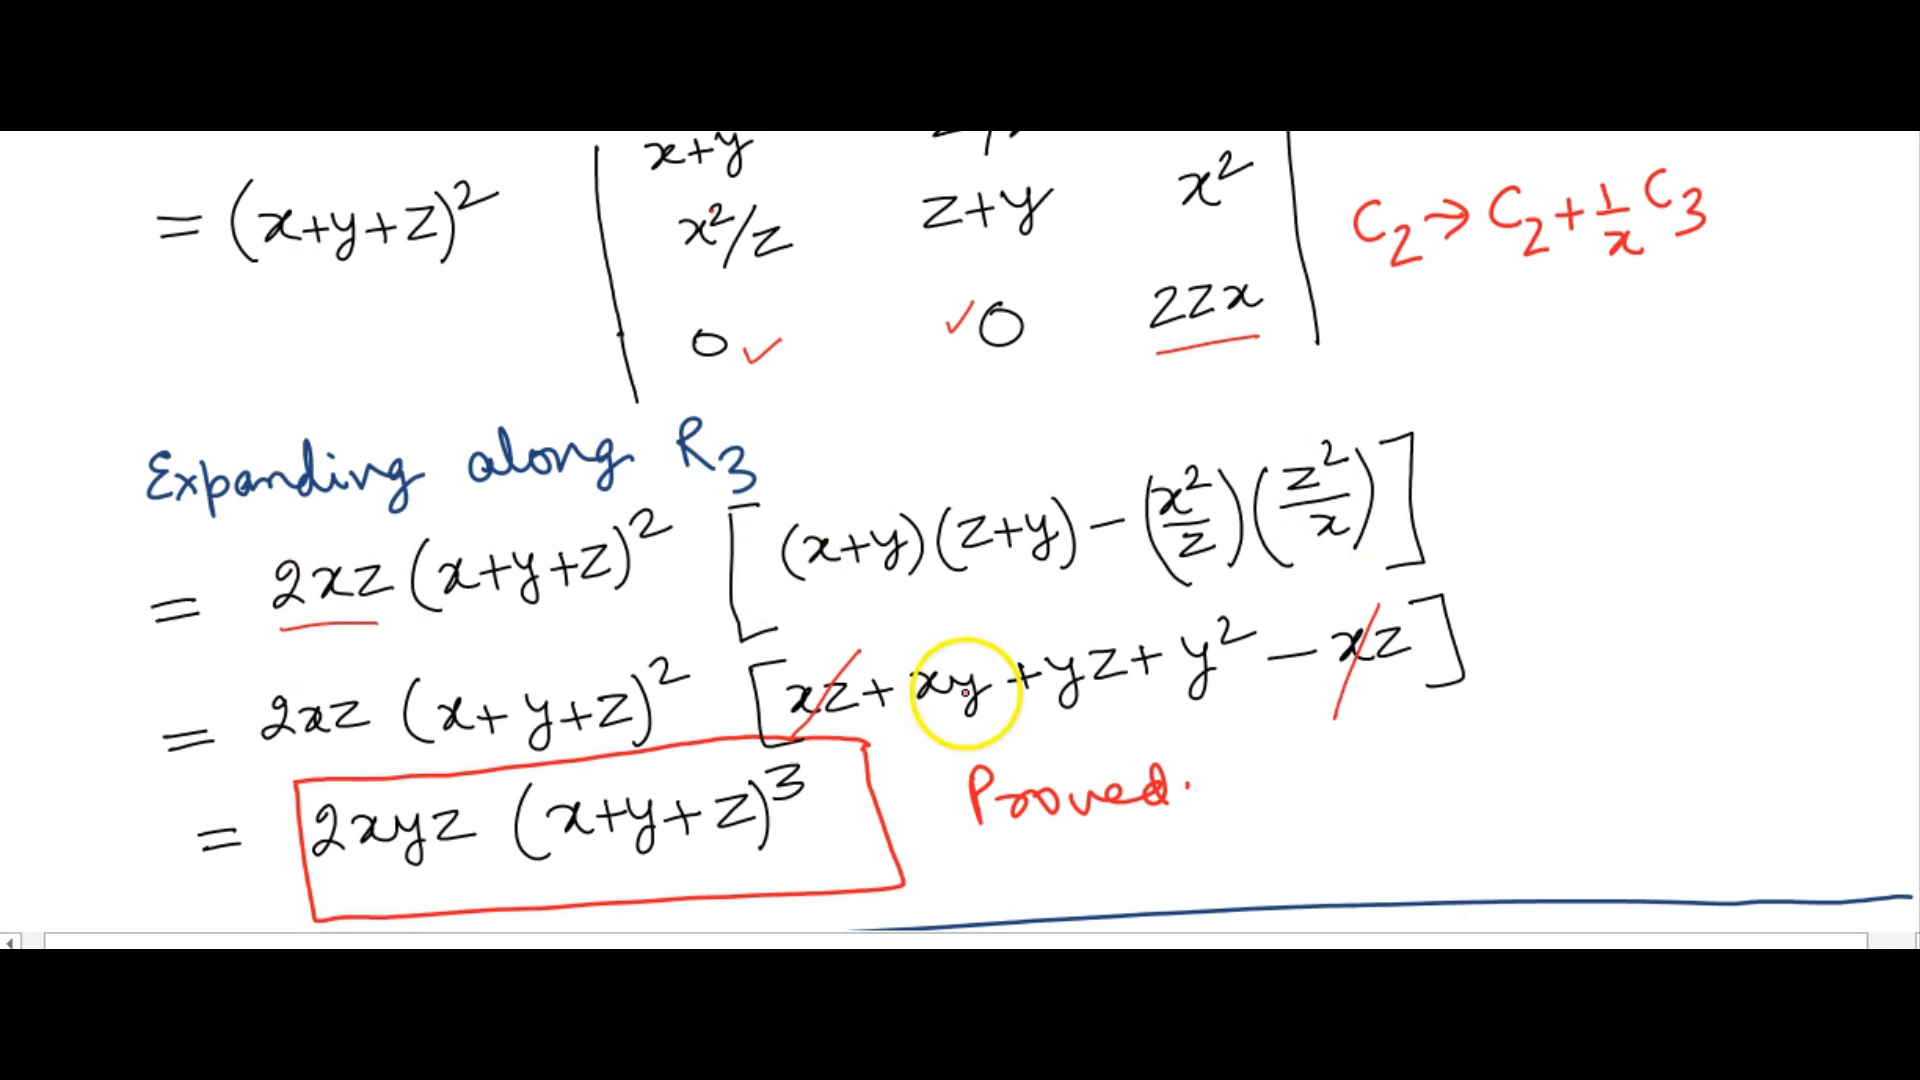 x+y
= (x+y+z)² | x²/z z+y x² | C₂→C₂+1/x C₃
0✓ ✓0 2zx
Expanding along R₃
= 2xz (x+y+z)² [(x+y)(z+y) - (x²/z)(z²/x)]
= 2xz (x+y+z)² [xz + xy + yz + y² - xz]
= 2xyz (x+y+z)³ Proved.